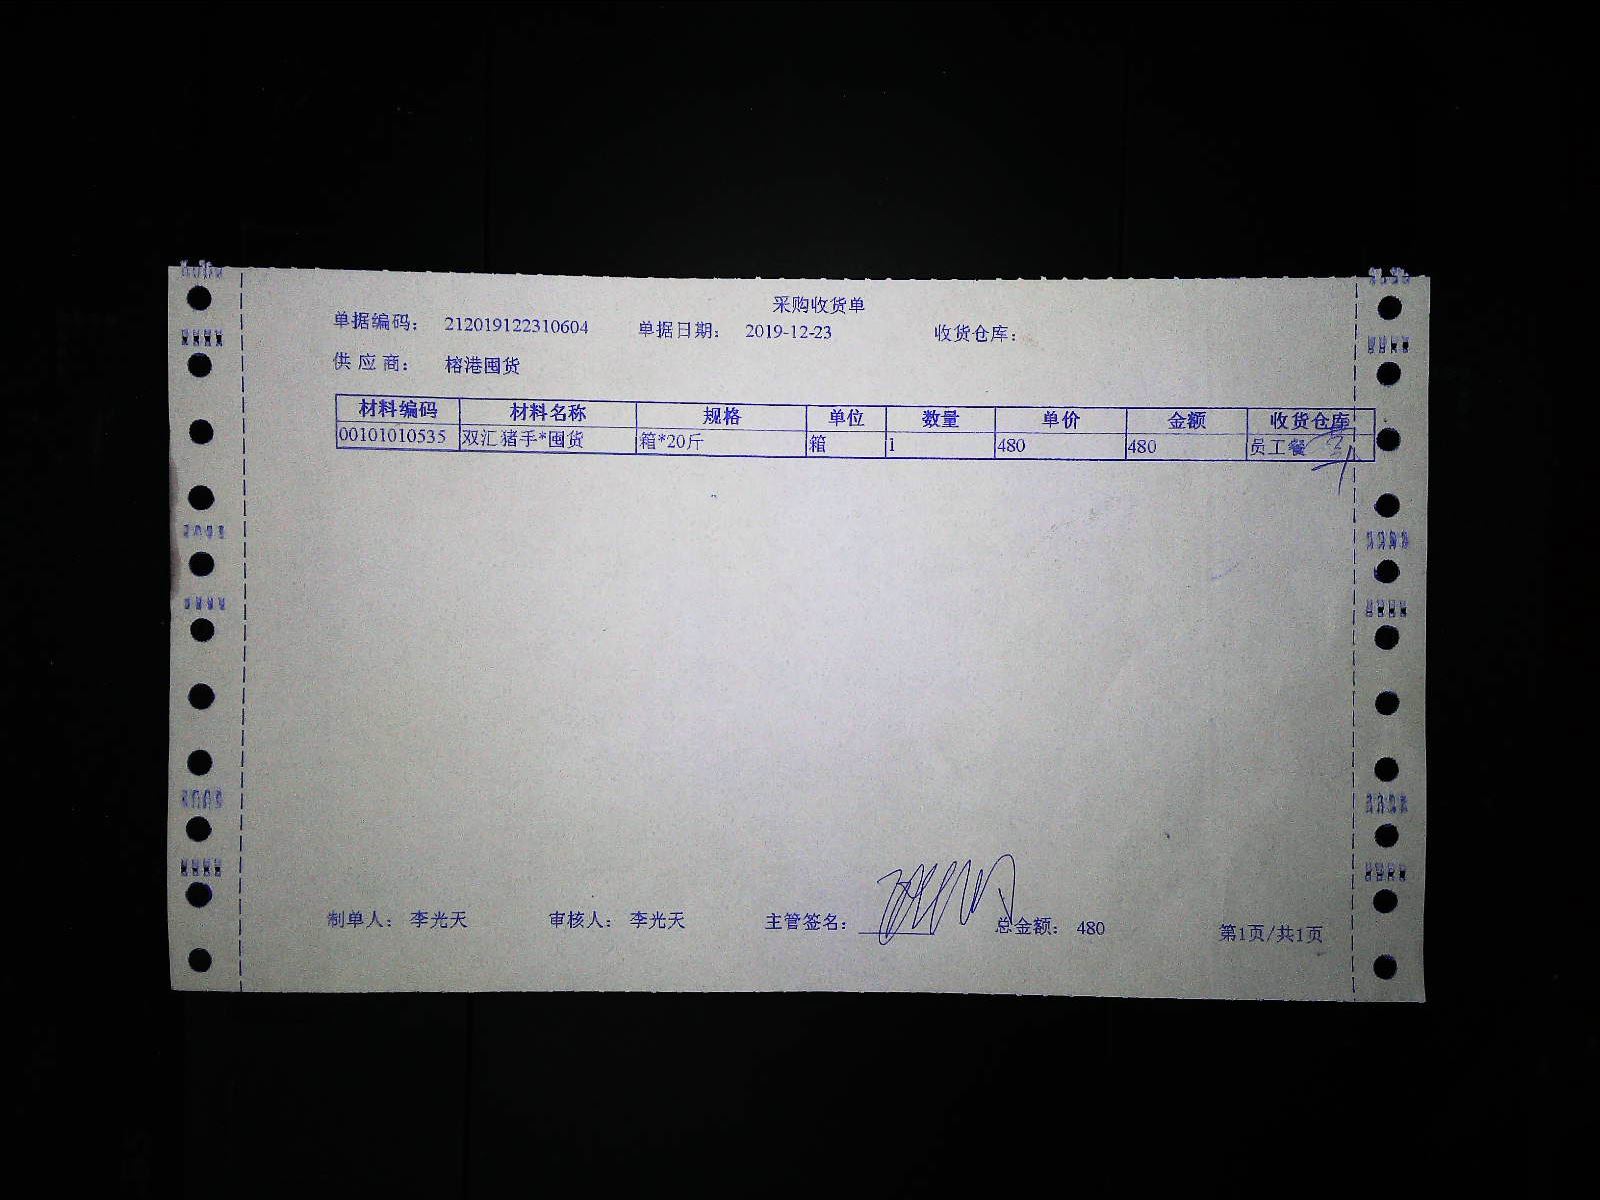 采购收货单
单据编码： 212019122310604 单据日期： 2019-12-23 收货仓库：
供 应 商： 榕港囤货
材料编码 材料名称 规格 单位 数量 单价 金额 收货仓库
00101010535 双汇猪手*囤货 箱*20斤 箱 1 480 480 员工餐
制单人： 李光天 审核人： 李光天 主管签名： 总金额： 480 第1页/共1页